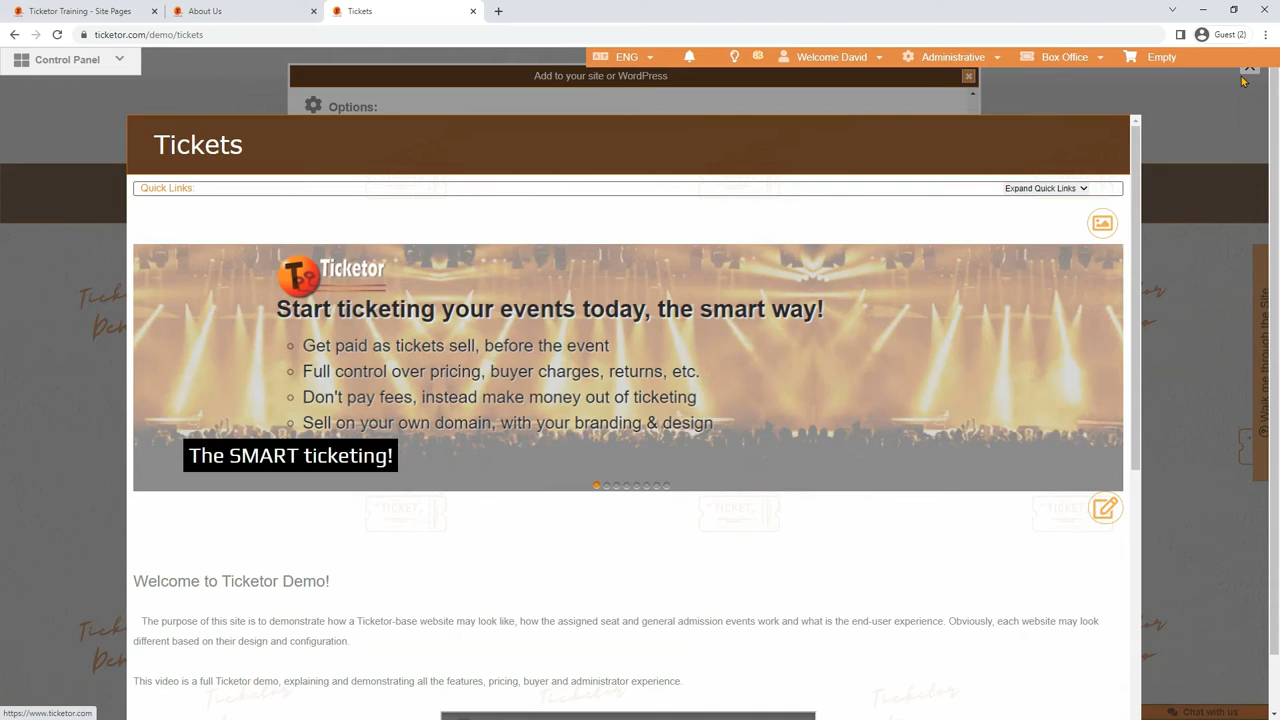 Ticketor Training - Site Pages
About Us
Tickets
ticketor.com/demo/tickets
Guest (2)
Control Panel
ENG
Welcome David
Administrative
Box Office
Empty
Add to your site or WordPress
Options:
Tickets
Quick Links:
Expand Quick Links
Ticketor
Start ticketing your events today, the smart way!
Get paid as tickets sell, before the event
Full control over pricing, buyer charges, returns, etc.
Don't pay fees, instead make money out of ticketing
Sell on your own domain, with your branding & design
The SMART ticketing!
Walk me through the Site
TICKET
TICKET
TICKET
Welcome to Ticketor Demo!
The purpose of this site is to demonstrate how a Ticketor-base website may look like, how the assigned seat and general admission events work and what is the end-user experience. Obviously, each website may look
different based on their design and configuration.
This video is a full Ticketor demo, explaining and demonstrating all the features, pricing, buyer and administrator experience.
https://www.ticketor.com
Chat with us